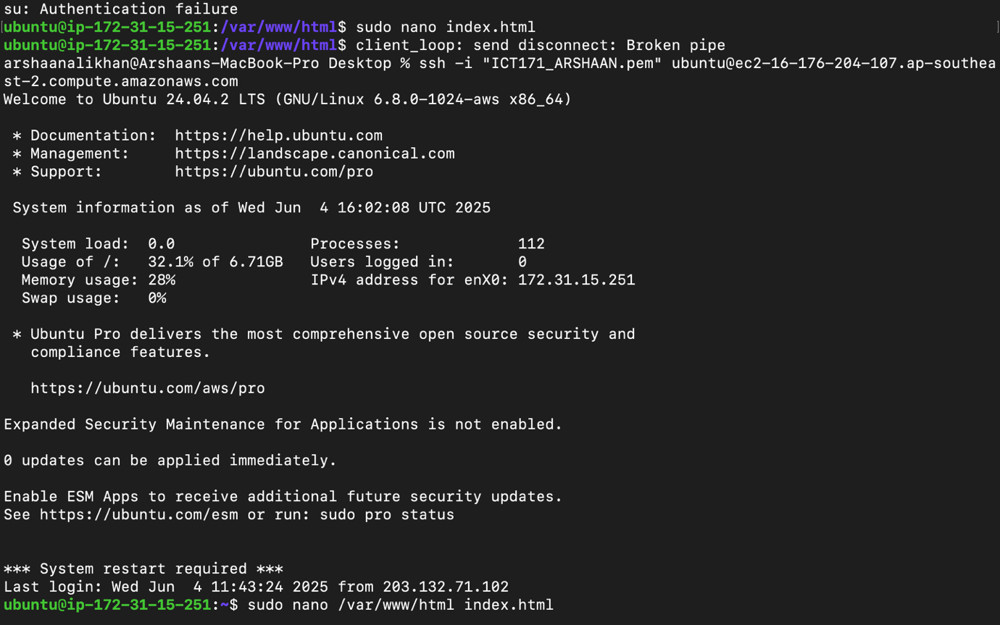 su: Authentication failure
[ubuntu@ip-172-31-15-251:/var/www/html$ sudo nano index.html ]
ubuntu@ip-172-31-15-251:/var/www/html$ client_loop: send disconnect: Broken pipe
arshaanalikhan@Arshaans-MacBook-Pro Desktop % ssh -i "ICT171_ARSHAAN.pem" ubuntu@ec2-16-176-204-107.ap-southea
st-2.compute.amazonaws.com
Welcome to Ubuntu 24.04.2 LTS (GNU/Linux 6.8.0-1024-aws x86_64)
* Documentation: https://help.ubuntu.com
* Management: https://landscape.canonical.com
* Support: https://ubuntu.com/pro
System information as of Wed Jun 4 16:02:08 UTC 2025
System load: 0.0 Processes: 112
Usage of /: 32.1% of 6.71GB Users logged in: 0
Memory usage: 28% IPv4 address for enX0: 172.31.15.251
Swap usage: 0%
* Ubuntu Pro delivers the most comprehensive open source security and
compliance features.
https://ubuntu.com/aws/pro
Expanded Security Maintenance for Applications is not enabled.
0 updates can be applied immediately.
Enable ESM Apps to receive additional future security updates.
See https://ubuntu.com/esm or run: sudo pro status
*** System restart required ***
Last login: Wed Jun 4 11:43:24 2025 from 203.132.71.102
ubuntu@ip-172-31-15-251:~$ sudo nano /var/www/html index.html